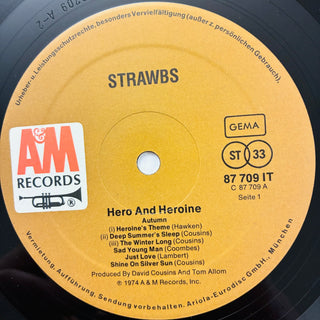 Urheber- u. Leistungsschutzrechte, besonders Vervielfältigung (außer z. persönlichen Gebrauch),
STRAWBS
GEMA
ST 33
87 709 IT
C 87 709 A
Seite 1
A&M
RECORDS
®
Hero And Heroine
Autumn
(i) Heroine's Theme (Hawken)
(ii) Deep Summer's Sleep (Cousins)
(iii) The Winter Long (Cousins)
Sad Young Man (Coombes)
Just Love (Lambert)
Shine On Silver Sun (Cousins)
Produced By David Cousins And Tom Allom
℗ 1974 A & M Records, Inc.
Vermietung, Aufführung, Sendung vorbehalten. Ariola-Eurodisc GmbH., München
709 A-2